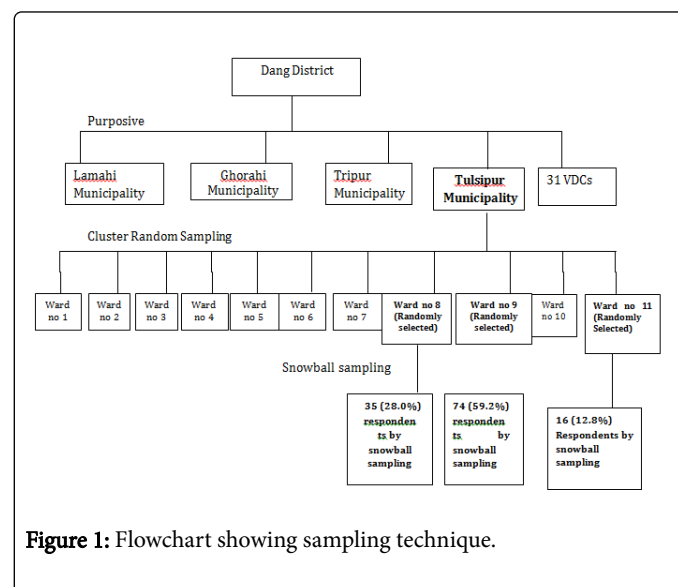 Dang District
Purposive
Lamahi
Municipality
Ghorahi
Municipality
Tripur
Municipality
Tulsipur
Municipality
31 VDCs
Cluster Random Sampling
Ward
no 1
Ward
no 2
Ward
no 3
Ward
no 4
Ward
no 5
Ward
no 6
Ward
no 7
Ward no 8
(Randomly
selected)
Ward no 9
(Randomly
selected)
Ward
no 10
Ward no 11
(Randomly
Selected)
Snowball sampling
35 (28.0%)
responden
ts by
snowball
sampling
74 (59.2%)
responden
ts by
snowball
sampling
16 (12.8%)
Respondents by
snowball
sampling
Figure 1: Flowchart showing sampling technique.